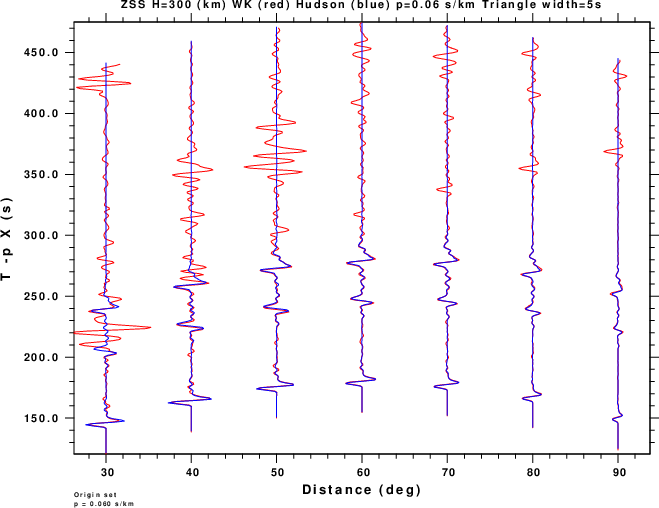 ZSS H=300 (km) WK (red) Hudson (blue) p=0.06 s/km Triangle width=5s
450.0
400.0
350.0
300.0
250.0
200.0
150.0
T -p X (s)
30 40 50 60 70 80 90
Distance (deg)
Origin set
p = 0.060 s/km